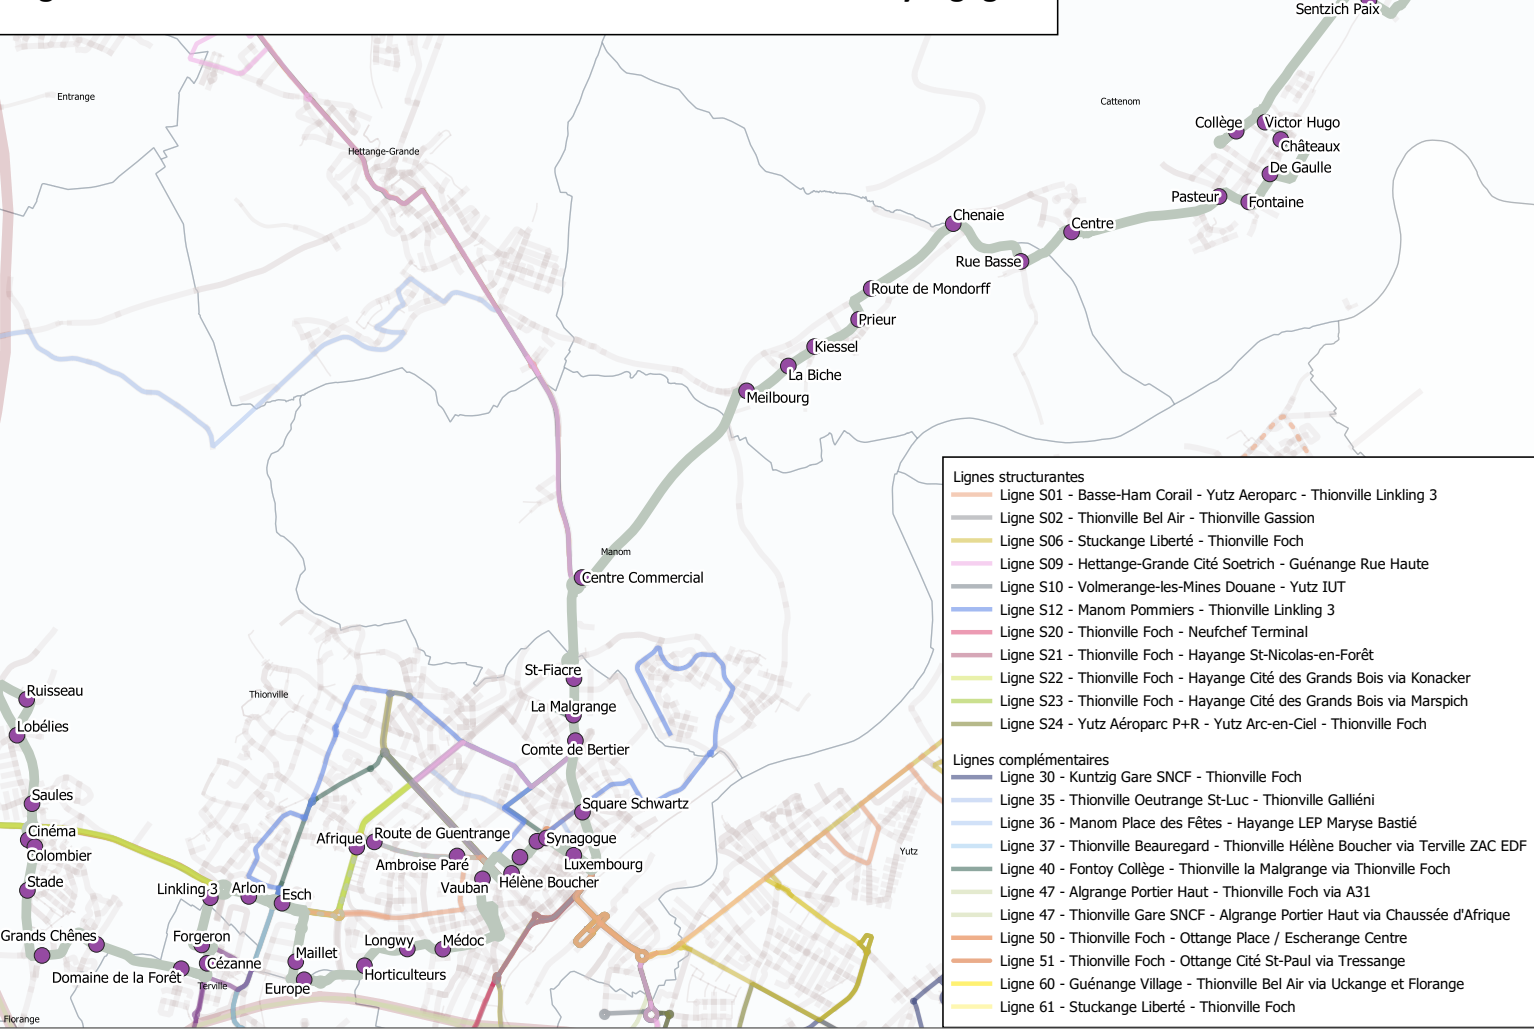 Sentzich Paix
Entrange
Cattenom
Collège
Victor Hugo
Châteaux
Hettange-Grande
De Gaulle
Pasteur
Fontaine
Chenaie
Centre
Rue Basse
Route de Mondorff
Prieur
Kiessel
La Biche
Meilbourg
Manom
Centre Commercial
St-Fiacre
Ruisseau
Thionville
La Malgrange
Lobélies
Comte de Bertier
Saules
Square Schwartz
Cinéma
Afrique
Route de Guentrange
Synagogue
Colombier
Ambroise Paré
Luxembourg
Yutz
Stade
Linkling 3
Arlon
Esch
Vauban
Hélène Boucher
Grands Chênes
Forgeron
Longwy
Médoc
Maillet
Cézanne
Domaine de la Forêt
Horticulteurs
Terville
Europe
Florange
Lignes structurantes
Ligne S01 - Basse-Ham Corail - Yutz Aeroparc - Thionville Linkling 3
Ligne S02 - Thionville Bel Air - Thionville Gassion
Ligne S06 - Stuckange Liberté - Thionville Foch
Ligne S09 - Hettange-Grande Cité Soetrich - Guénange Rue Haute
Ligne S10 - Volmerange-les-Mines Douane - Yutz IUT
Ligne S12 - Manom Pommiers - Thionville Linkling 3
Ligne S20 - Thionville Foch - Neufchef Terminal
Ligne S21 - Thionville Foch - Hayange St-Nicolas-en-Forêt
Ligne S22 - Thionville Foch - Hayange Cité des Grands Bois via Konacker
Ligne S23 - Thionville Foch - Hayange Cité des Grands Bois via Marspich
Ligne S24 - Yutz Aéroparc P+R - Yutz Arc-en-Ciel - Thionville Foch
Lignes complémentaires
Ligne 30 - Kuntzig Gare SNCF - Thionville Foch
Ligne 35 - Thionville Oeutrange St-Luc - Thionville Galliéni
Ligne 36 - Manom Place des Fêtes - Hayange LEP Maryse Bastié
Ligne 37 - Thionville Beauregard - Thionville Hélène Boucher via Terville ZAC EDF
Ligne 40 - Fontoy Collège - Thionville la Malgrange via Thionville Foch
Ligne 47 - Algrange Portier Haut - Thionville Foch via A31
Ligne 47 - Thionville Gare SNCF - Algrange Portier Haut via Chaussée d'Afrique
Ligne 50 - Thionville Foch - Ottange Place / Escherange Centre
Ligne 51 - Thionville Foch - Ottange Cité St-Paul via Tressange
Ligne 60 - Guénange Village - Thionville Bel Air via Uckange et Florange
Ligne 61 - Stuckange Liberté - Thionville Foch